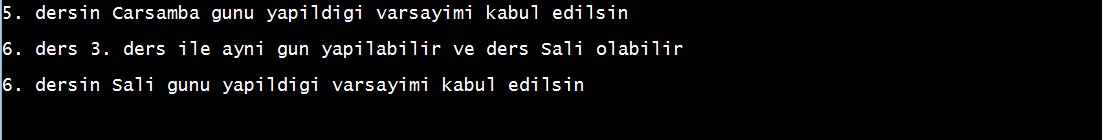 5. dersin Carsamba gunu yapildigi varsayimi kabul edilsin
6. ders 3. ders ile ayni gun yapilabilir ve ders Sali olabilir
6. dersin Sali gunu yapildigi varsayimi kabul edilsin